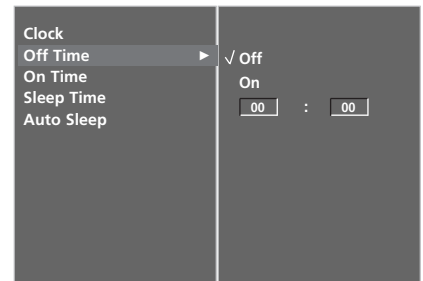 Clock
Off Time ►
On Time
Sleep Time
Auto Sleep
√ Off
On
00 : 00